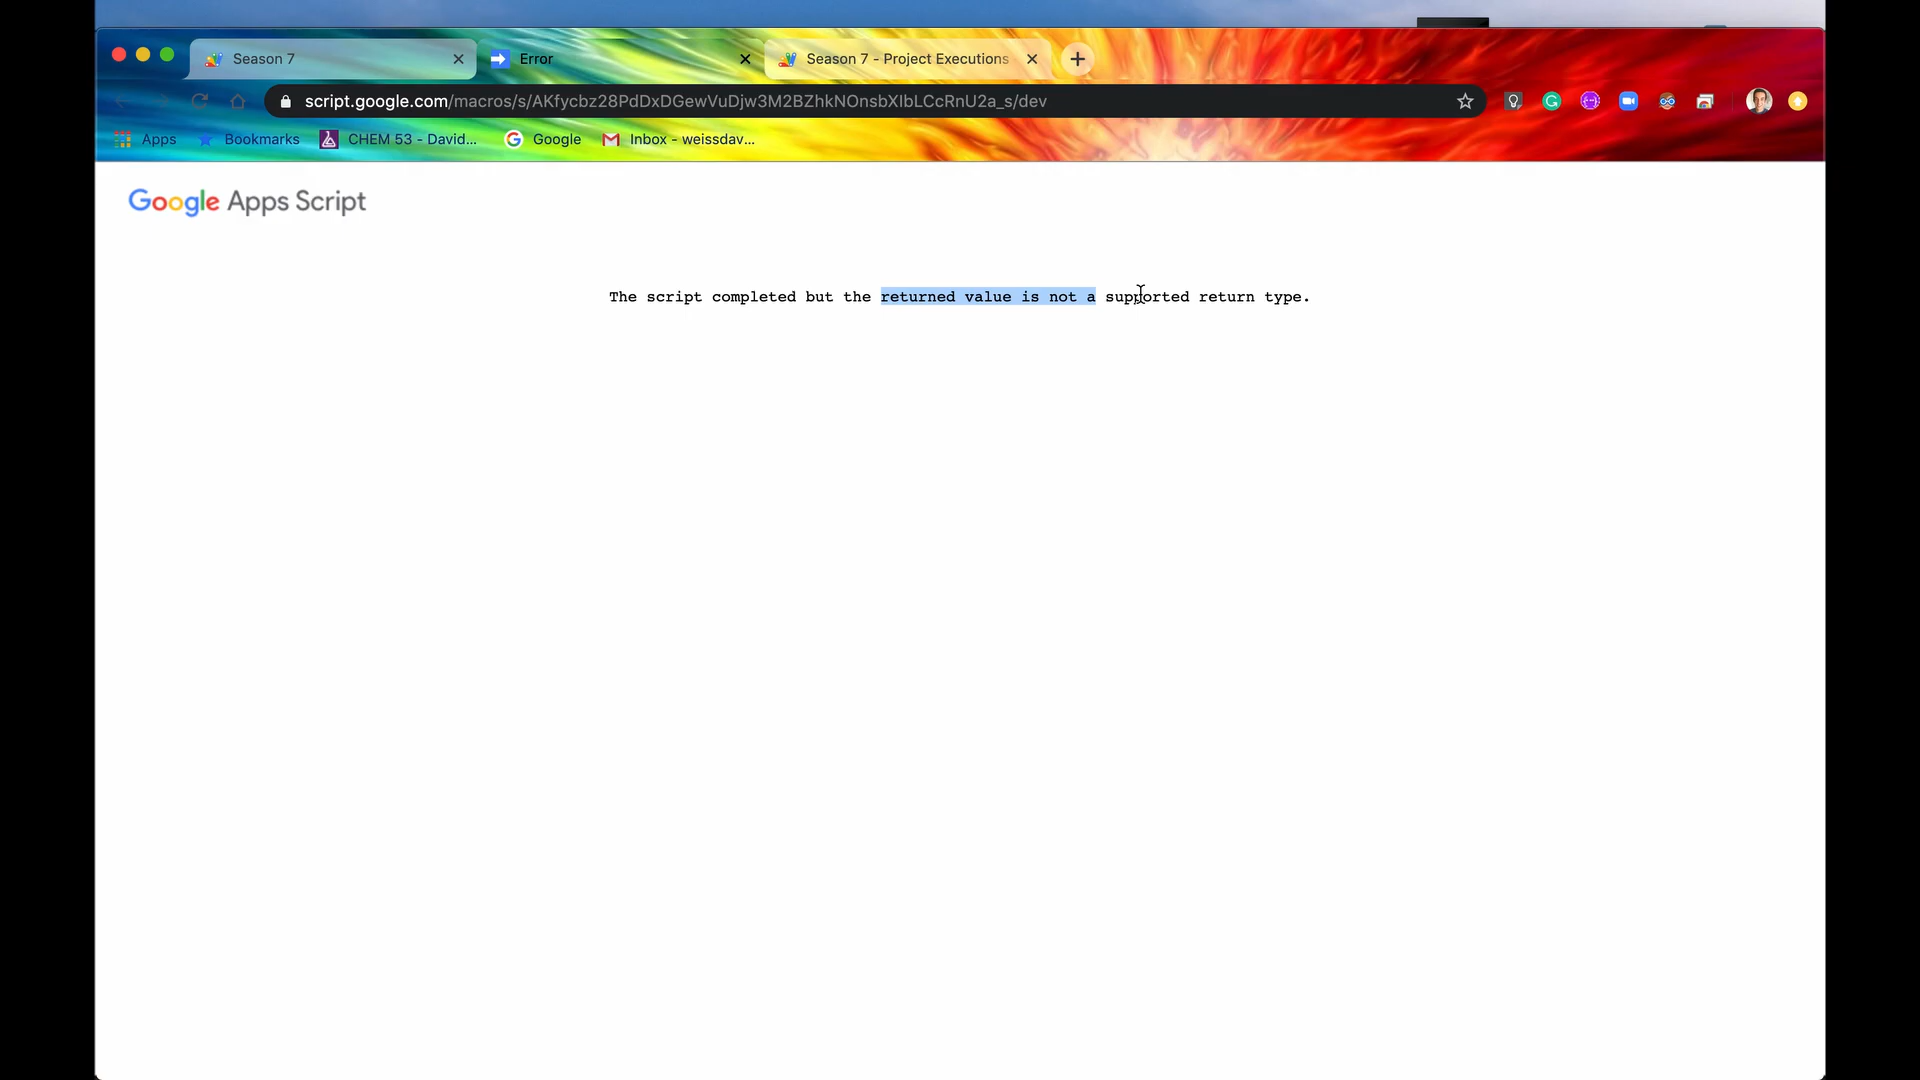 Season 7
Error
Season 7 - Project Executions
script.google.com/macros/s/AKfycbz28PdDxDGewVuDjw3M2BZhkNOnsbXIbLCcRnU2a_s/dev
Apps
Bookmarks
CHEM 53 - David...
Google
Inbox - weissdav...
Google Apps Script
The script completed but the returned value is not a supported return type.